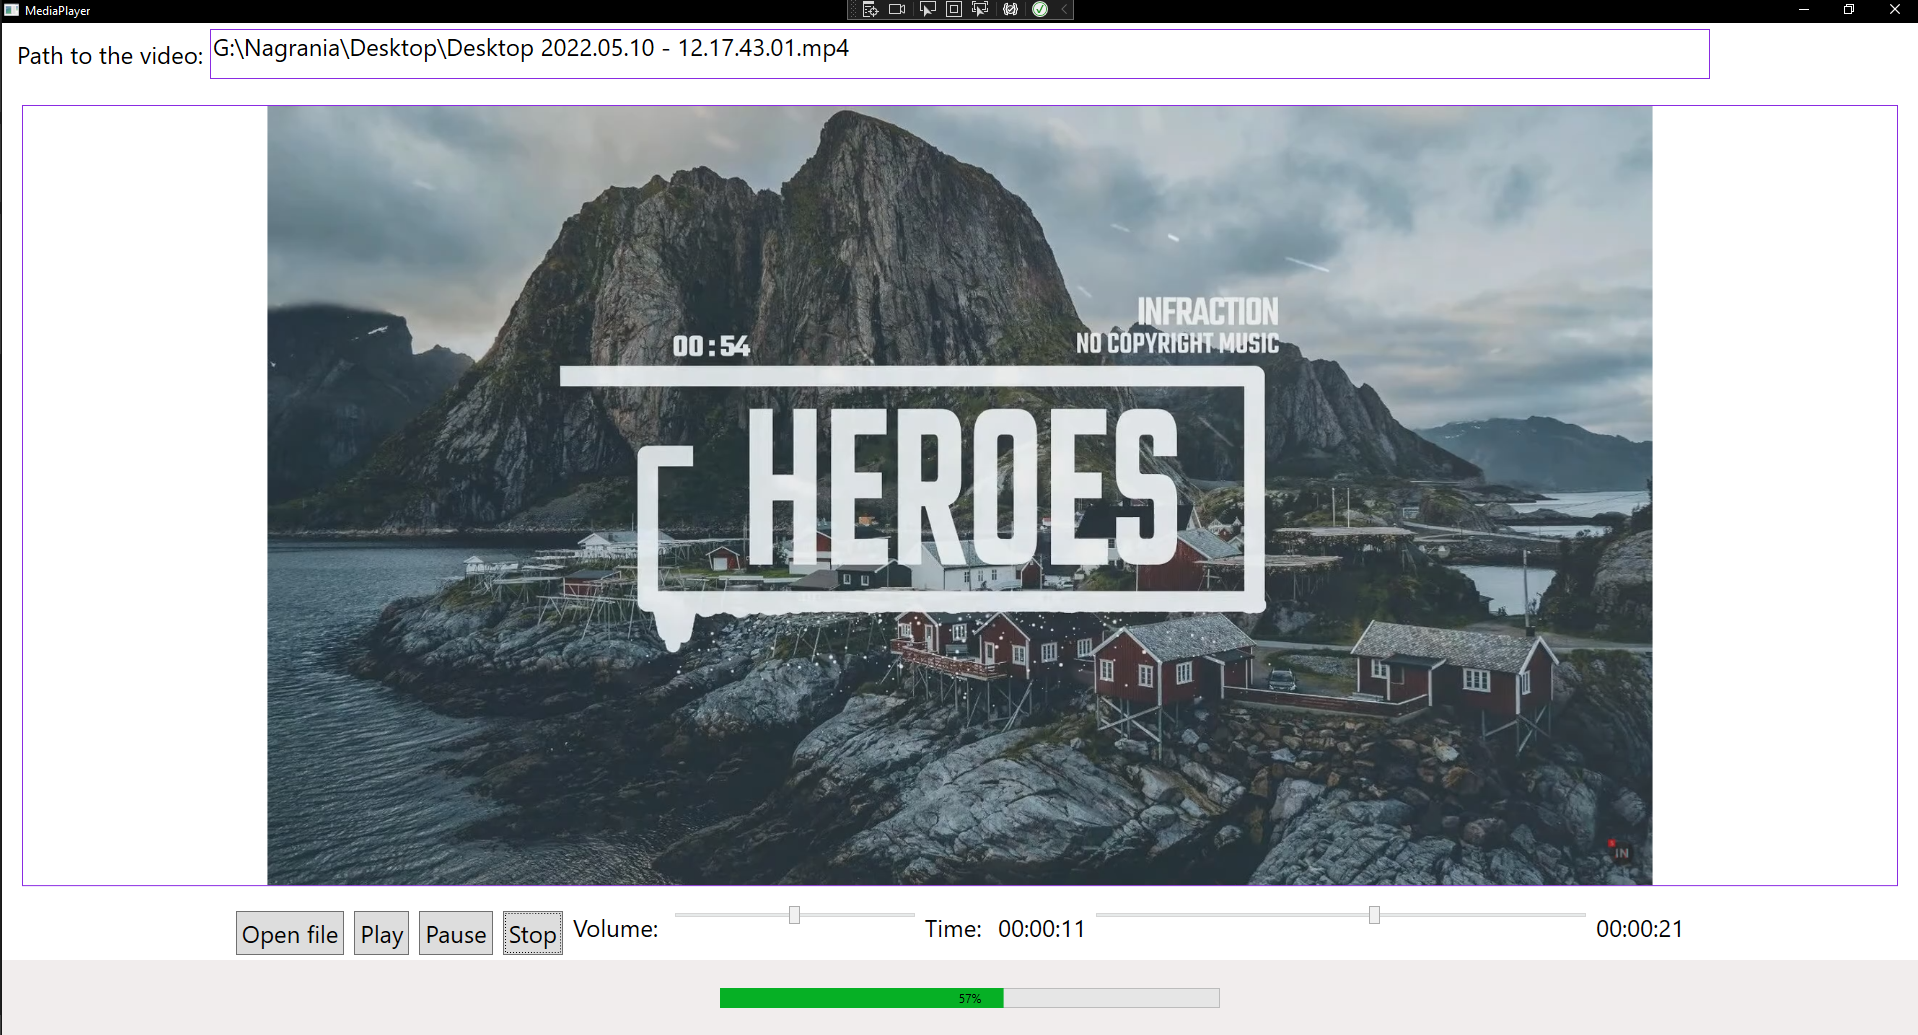 MediaPlayer
Path to the video: G:\Nagrania\Desktop\Desktop 2022.05.10 - 12.17.43.01.mp4
INFRACTION
00:54 NO COPYRIGHT MUSIC
HEROES
IN
Open file Play Pause Stop Volume: Time: 00:00:11 00:00:21
57%